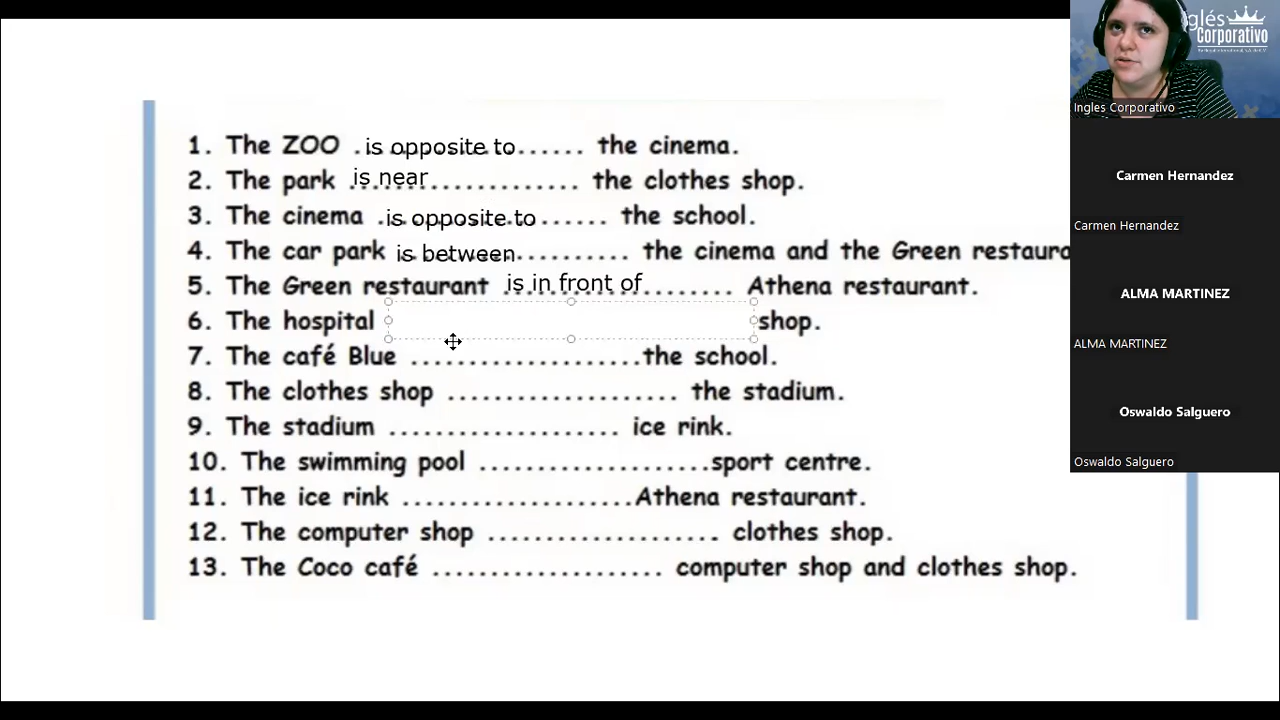 1. The ZOO .is opposite to...... the cinema.
2. The park is near.................. the clothes shop.
3. The cinema .is opposite to...... the school.
4. The car park is between............ the cinema and the Green restaura
5. The Green restaurant is in front of........ Athena restaurant.
6. The hospital shop.
7. The café Blue ....................the school.
8. The clothes shop .................... the stadium.
9. The stadium .................... ice rink.
10. The swimming pool ....................sport centre.
11. The ice rink ....................Athena restaurant.
12. The computer shop .................... clothes shop.
13. The Coco café .................... computer shop and clothes shop.
glés
Corporativo
Ingles Corporativo
Carmen Hernandez
Carmen Hernandez
ALMA MARTINEZ
ALMA MARTINEZ
Oswaldo Salguero
Oswaldo Salguero